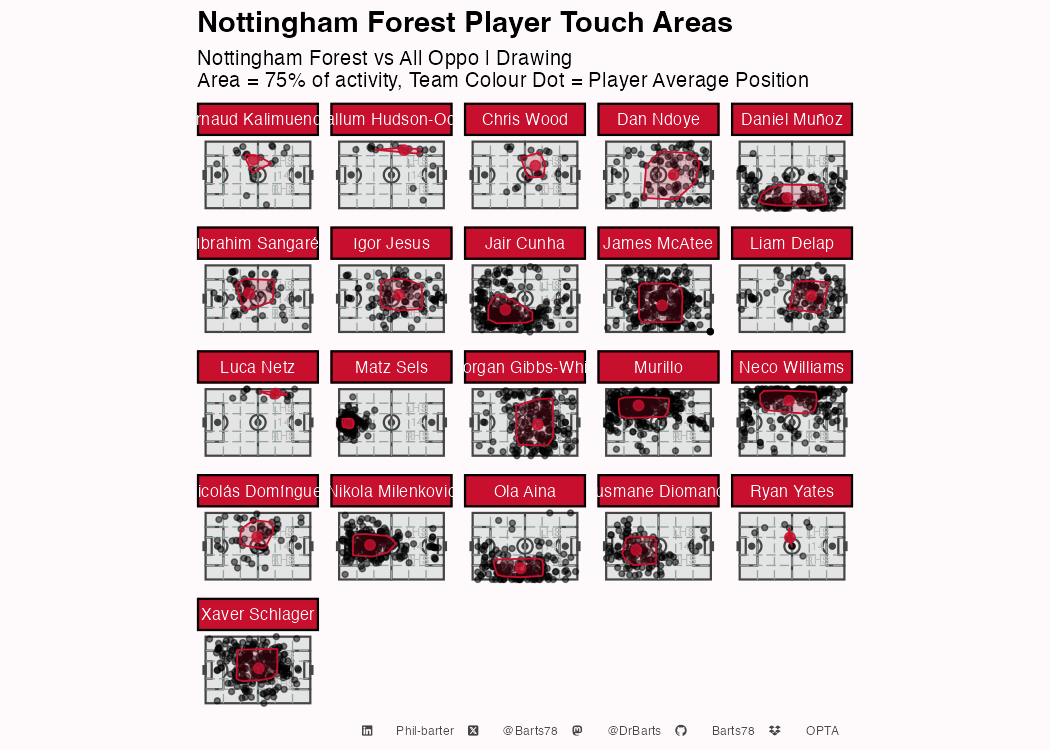 Nottingham Forest Player Touch Areas
Nottingham Forest vs All Oppo | Drawing
Area = 75% of activity, Team Colour Dot = Player Average Position
rnaud Kalimuend
allum Hudson-Od
Chris Wood
Dan Ndoye
Daniel Muñoz
Ibrahim Sangaré
Igor Jesus
Jair Cunha
James McAtee
Liam Delap
Luca Netz
Matz Sels
organ Gibbs-Whi
Murillo
Neco Williams
icolás Domíngue
Nikola Milenkovic
Ola Aina
usmane Diomand
Ryan Yates
Xaver Schlager
Phil-barter @Barts78 @DrBarts Barts78 OPTA